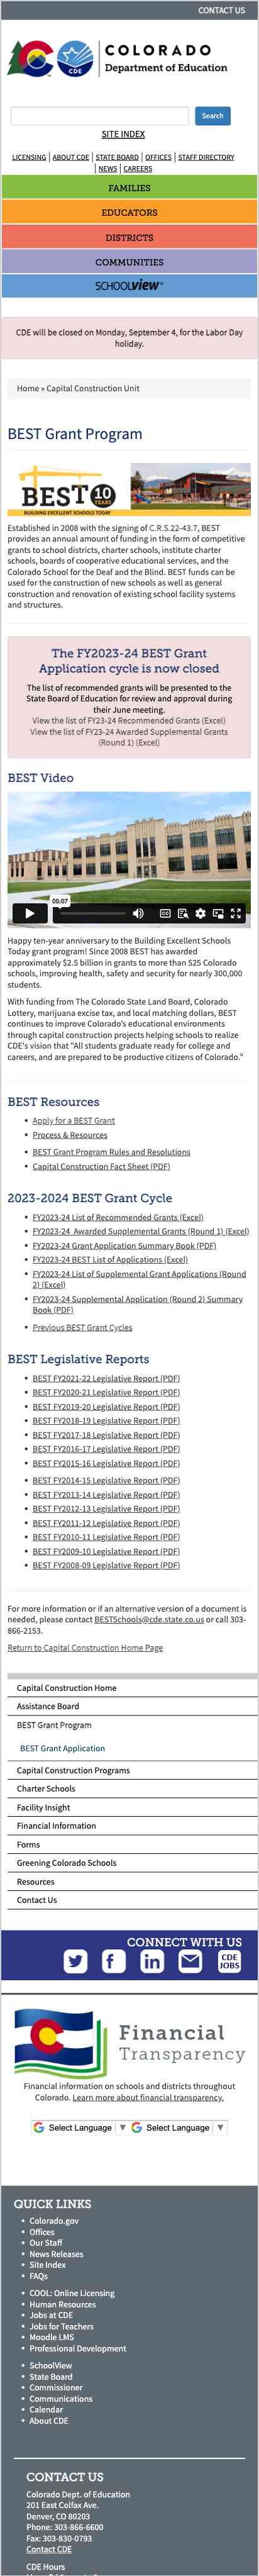 CONTACT US
COLORADO
CDE
Department of Education
Search
SITE INDEX
LICENSING | ABOUT CDE | STATE BOARD | OFFICES | STAFF DIRECTORY
| NEWS | CAREERS
FAMILIES
EDUCATORS
DISTRICTS
COMMUNITIES
SCHOOLVIEW
CDE will be closed on Monday, September 4, for the Labor Day
holiday.
Home » Capital Construction Unit
BEST Grant Program
BEST 10
YEARS
BUILDING EXCELLENT SCHOOLS TODAY
Established in 2008 with the signing of C.R.S.22-43.7, BEST
provides an annual amount of funding in the form of competitive
grants to school districts, charter schools, institute charter
schools, boards of cooperative educational services, and the
Colorado School for the Deaf and the Blind. BEST funds can be
used for the construction of new schools as well as general
construction and renovation of existing school facility systems
and structures.
The FY2023-24 BEST Grant
Application cycle is now closed
The list of recommended grants will be presented to the
State Board of Education for review and approval during
their June meeting.
View the list of FY23-24 Recommended Grants (Excel)
View the list of FY23-24 Awarded Supplemental Grants
(Round 1) (Excel)
BEST Video
06:07
CC
Happy ten-year anniversary to the Building Excellent Schools
Today grant program! Since 2008 BEST has awarded
approximately $2.5 billion in grants to more than 525 Colorado
schools, improving health, safety and security for nearly 300,000
students.
With funding from The Colorado State Land Board, Colorado
Lottery, marijuana excise tax, and local matching dollars, BEST
continues to improve Colorado's educational environments
through capital construction projects helping schools to realize
CDE's vision that "All students graduate ready for college and
careers, and are prepared to be productive citizens of Colorado."
BEST Resources
• Apply for a BEST Grant
• Process & Resources
• BEST Grant Program Rules and Resolutions
• Capital Construction Fact Sheet (PDF)
2023-2024 BEST Grant Cycle
• FY2023-24 List of Recommended Grants (Excel)
• FY2023-24 Awarded Supplemental Grants (Round 1) (Excel)
• FY2023-24 Grant Application Summary Book (PDF)
• FY2023-24 BEST List of Applications (Excel)
• FY2023-24 List of Supplemental Grant Applications (Round
2) (Excel)
• FY2023-24 Supplemental Application (Round 2) Summary
Book (PDF)
• Previous BEST Grant Cycles
BEST Legislative Reports
• BEST FY2021-22 Legislative Report (PDF)
• BEST FY2020-21 Legislative Report (PDF)
• BEST FY2019-20 Legislative Report (PDF)
• BEST FY2018-19 Legislative Report (PDF)
• BEST FY2017-18 Legislative Report (PDF)
• BEST FY2016-17 Legislative Report (PDF)
• BEST FY2015-16 Legislative Report (PDF)
• BEST FY2014-15 Legislative Report (PDF)
• BEST FY2013-14 Legislative Report (PDF)
• BEST FY2012-13 Legislative Report (PDF)
• BEST FY2011-12 Legislative Report (PDF)
• BEST FY2010-11 Legislative Report (PDF)
• BEST FY2009-10 Legislative Report (PDF)
• BEST FY2008-09 Legislative Report (PDF)
For more information or if an alternative version of a document is
needed, please contact BESTSchools@cde.state.co.us or call 303-
866-2153.
Return to Capital Construction Home Page
Capital Construction Home
Assistance Board
BEST Grant Program
BEST Grant Application
Capital Construction Programs
Charter Schools
Facility Insight
Financial Information
Forms
Greening Colorado Schools
Resources
Contact Us
CONNECT WITH US
CDE
JOBS
Financial
Transparency
Financial information on schools and districts throughout
Colorado. Learn more about financial transparency.
Select Language | ▼ Select Language | ▼
QUICK LINKS
• Colorado.gov
• Offices
• Our Staff
• News Releases
• Site Index
• FAQs
• COOL: Online Licensing
• Human Resources
• Jobs at CDE
• Jobs for Teachers
• Moodle LMS
• Professional Development
• SchoolView
• State Board
• Commissioner
• Communications
• Calendar
• About CDE
CONTACT US
Colorado Dept. of Education
201 East Colfax Ave.
Denver, CO 80203
Phone: 303-866-6600
Fax: 303-830-0793
Contact CDE
CDE Hours